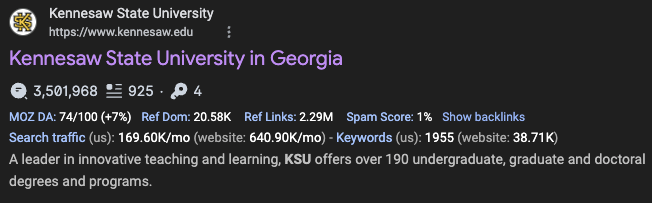 Kennesaw State University
https://www.kennesaw.edu
Kennesaw State University in Georgia
3,501,968 925 · 4
MOZ DA: 74/100 (+7%) Ref Dom: 20.58K Ref Links: 2.29M Spam Score: 1% Show backlinks
Search traffic (us): 169.60K/mo (website: 640.90K/mo) - Keywords (us): 1955 (website: 38.71K)
A leader in innovative teaching and learning, KSU offers over 190 undergraduate, graduate and doctoral
degrees and programs.